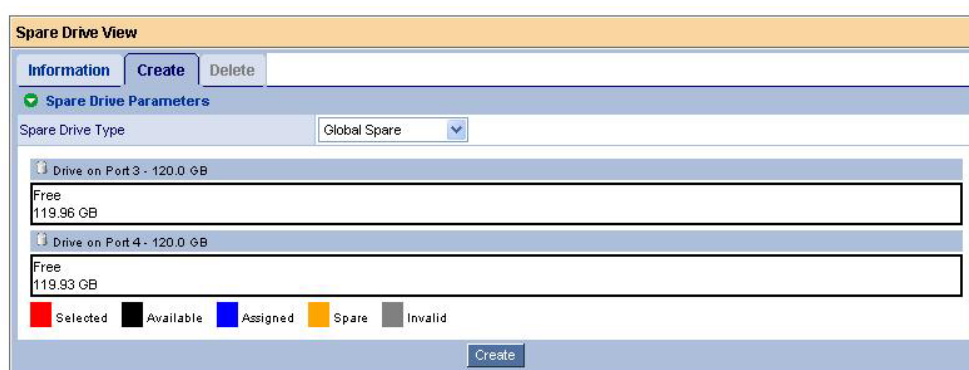 Spare Drive View
Information Create Delete
Spare Drive Parameters
Spare Drive Type Global Spare
Drive on Port 3 - 120.0 GB
Free
119.96 GB
Drive on Port 4 - 120.0 GB
Free
119.93 GB
Selected Available Assigned Spare Invalid
Create